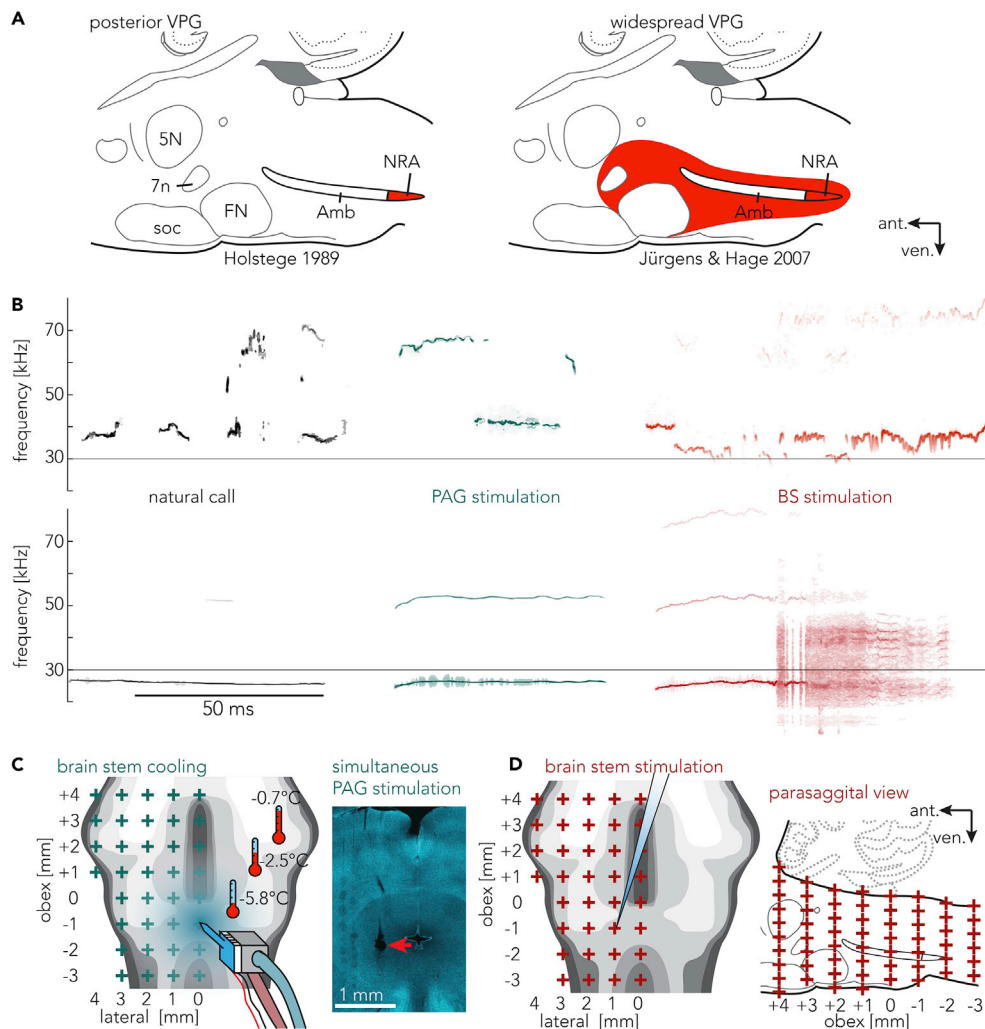 A
posterior VPG
widespread VPG
5N
7n
NRA
FN
Amb
soc
Holstege 1989
NRA
Amb
Jürgens & Hage 2007
ant.
ven.
B
frequency [kHz]
70
50
30
natural call
PAG stimulation
BS stimulation
frequency [kHz]
70
50
30
50 ms
C
brain stem cooling
simultaneous
PAG stimulation
-0.7°C
-2.5°C
-5.8°C
obex [mm]
+4
+3
+2
+1
0
-1
-2
-3
4 3 2 1 0
lateral [mm]
1 mm
D
brain stem stimulation
parasaggital view
ant.
ven.
obex [mm]
+4
+3
+2
+1
0
-1
-2
-3
4 3 2 1 0
lateral [mm]
+4 +3 +2 +1 0 -1 -2 -3
obex [mm]